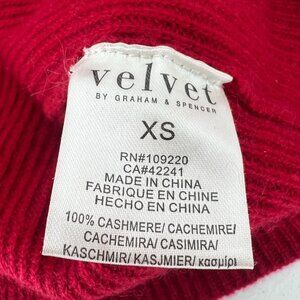 velvet
BY GRAHAM & SPENCER
XS
RN#109220
CA#42241
MADE IN CHINA
FABRIQUE EN CHINE
HECHO EN CHINA
100% CASHMERE/ CACHEMIRE/
CACHEMIRA/ CASIMIRA/
KASCHMIR/ KASJMIER/ κασμίρι